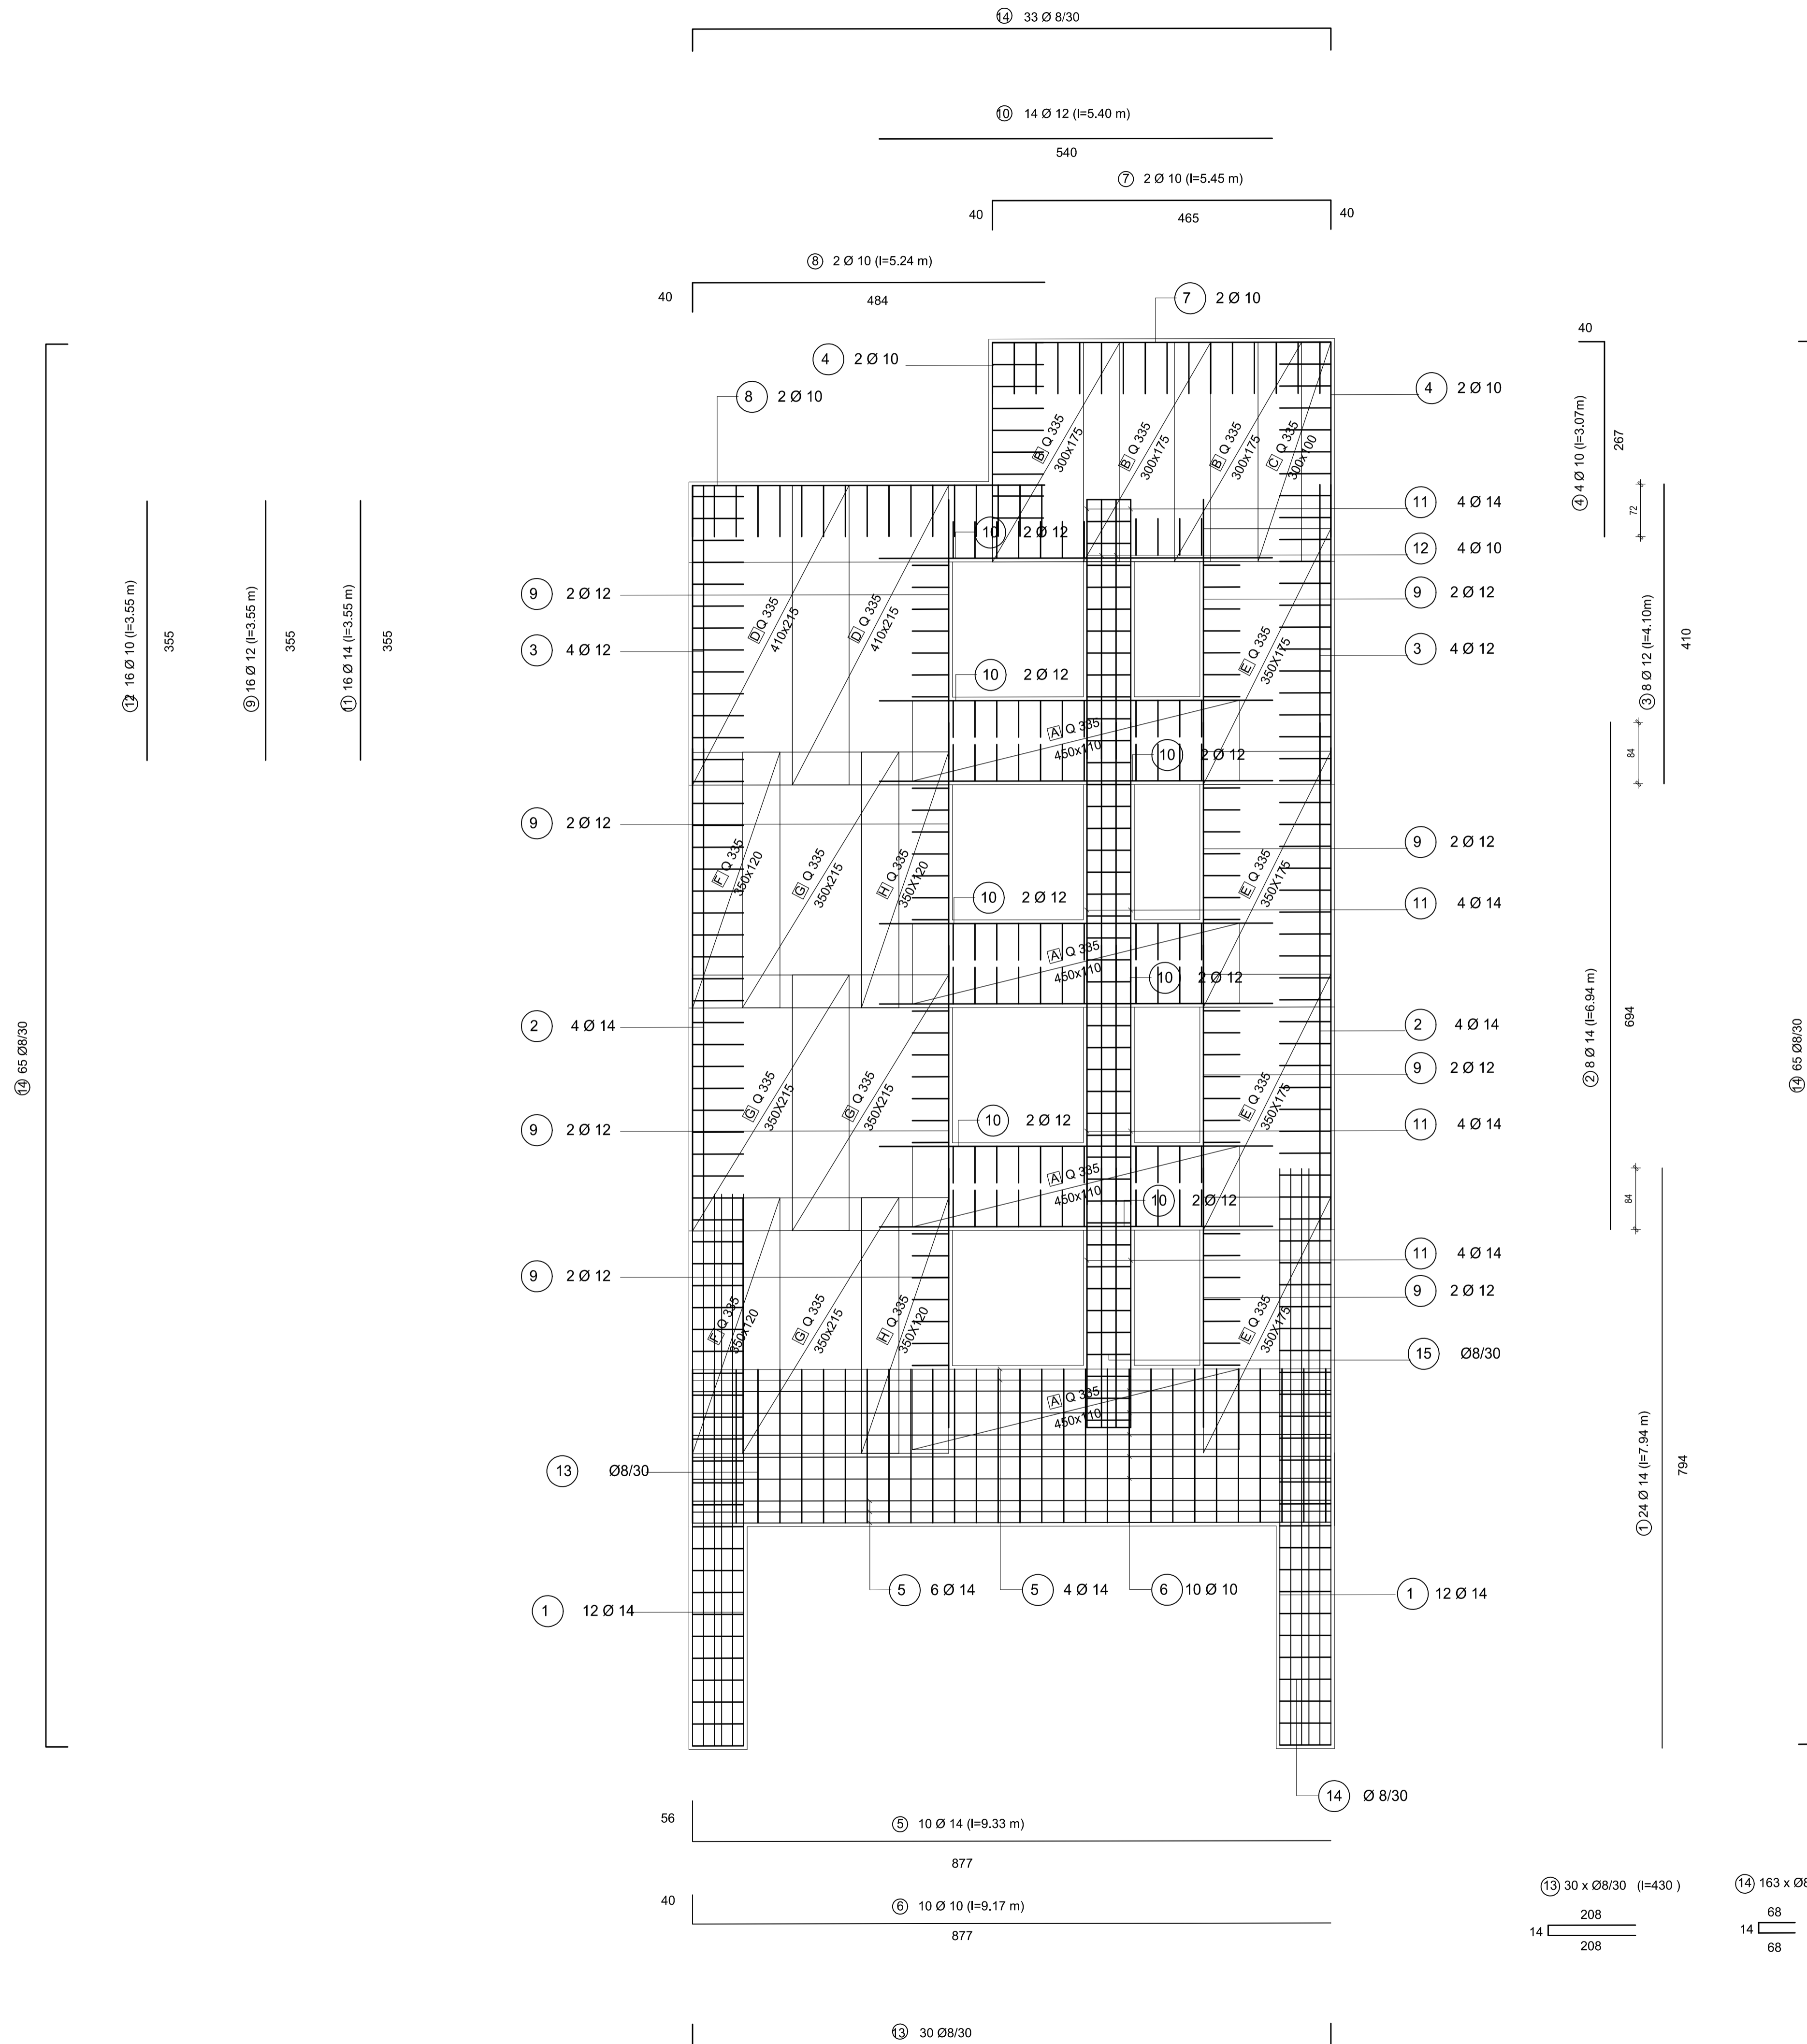 14 33 Ø 8/30
10 14 Ø 12 (l=5.40 m)
540
7 2 Ø 10 (l=5.45 m)
40 465 40
8 2 Ø 10 (l=5.24 m)
40 484
7 2 Ø 10
4 2 Ø 10
8 2 Ø 10
4 2 Ø 10
40
4 4 Ø 10 (l=3.07m)
267
B Q 335
300x175
B Q 335
300x175
B Q 335
300x175
C Q 335
300x100
11 4 Ø 14
12 4 Ø 10
10 2 Ø 12
72
12 16 Ø 10 (l=3.55 m)
355
9 16 Ø 12 (l=3.55 m)
355
11 16 Ø 14 (l=3.55 m)
355
9 2 Ø 12
9 2 Ø 12
3 4 Ø 12
3 4 Ø 12
D Q 335
410x215
D Q 335
410x215
E Q 335
350X175
3 8 Ø 12 (l=4.10m)
410
10 2 Ø 12
A Q 335
450x110
10 2 Ø 12
84
9 2 Ø 12
9 2 Ø 12
F Q 335
350x120
G Q 335
350x215
H Q 335
350X120
E Q 335
350X175
10 2 Ø 12
11 4 Ø 14
A Q 335
450x110
10 2 Ø 12
2 4 Ø 14
2 4 Ø 14
2 8 Ø 14 (l=6.94 m)
694
14 65 Ø8/30
14 65 Ø8/30
9 2 Ø 12
G Q 335
350X215
G Q 335
350X215
E Q 335
350X175
9 2 Ø 12
10 2 Ø 12
11 4 Ø 14
A Q 335
450x110
10 2 Ø 12
84
11 4 Ø 14
9 2 Ø 12
9 2 Ø 12
F Q 335
350x120
G Q 335
350x215
H Q 335
350X120
E Q 335
350X175
15 Ø8/30
A Q 335
450x110
1 24 Ø 14 (l=7.94 m)
794
13 Ø8/30
5 6 Ø 14
5 4 Ø 14
6 10 Ø 10
1 12 Ø 14
1 12 Ø 14
14 Ø 8/30
56 5 10 Ø 14 (l=9.33 m)
877
40 6 10 Ø 10 (l=9.17 m)
877
13 30 x Ø8/30 (l=430 )
208
14
208
14 163 x Ø8
68
14
68
13 30 Ø8/30